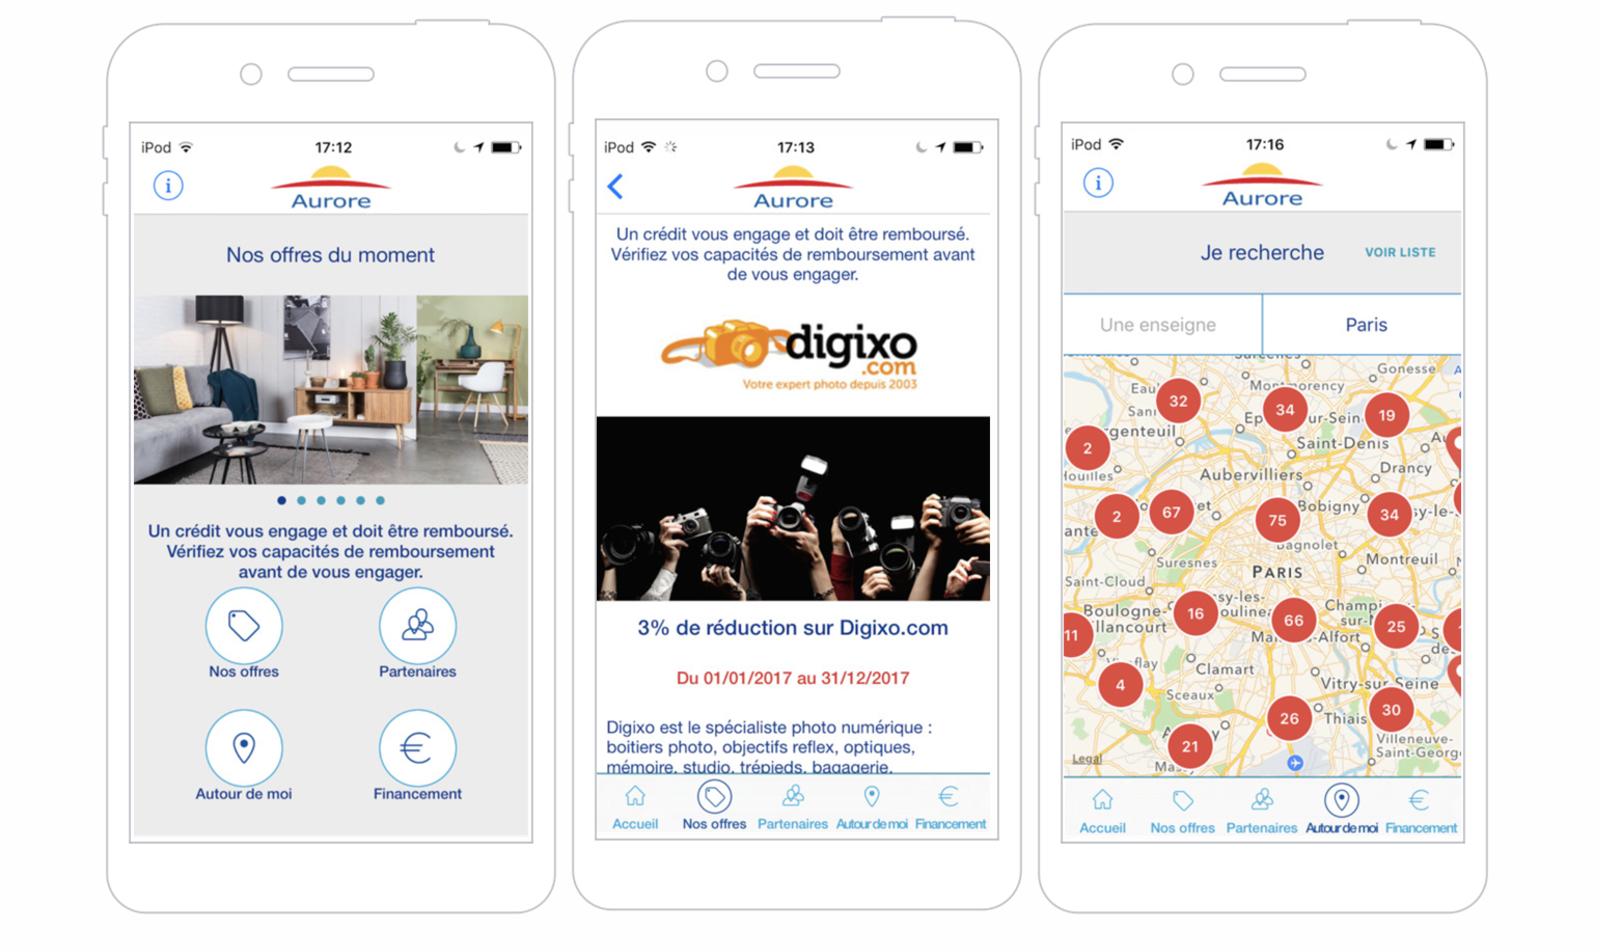 iPod 17:12
i
Aurore
Nos offres du moment
Un crédit vous engage et doit être remboursé.
Vérifiez vos capacités de remboursement
avant de vous engager.
Nos offres
Partenaires
Autour de moi
Financement
iPod 17:13
Aurore
Un crédit vous engage et doit être remboursé.
Vérifiez vos capacités de remboursement avant
de vous engager.
digixo
.com
Votre expert photo depuis 2003
3% de réduction sur Digixo.com
Du 01/01/2017 au 31/12/2017
Digixo est le spécialiste photo numérique :
boitiers photo, objectifs reflex, optiques,
mémoire, studio, trépieds, bagagerie,
Accueil Nos offres Partenaires Autour de moi Financement
iPod 17:16
i
Aurore
Je recherche VOIR LISTE
Une enseigne Paris
Sarcelles
Gonesse
Eau
Montmorency
32
34
19
Sann
Ep
ur-Sein
genteuil
Saint-Denis
Au
2
Houilles
Aubervilliers
Drancy
2
67
et
75
Bobigny
34
sy-le-
ante
Bagnolet
Suresnes
Montreuil
PARIS
Saint-Cloud
Boulogne-
llancourt
16
sy-les-
ouline
66
Champi
sur-
25
11
Mai
-Alfort
S
de
flay
Clamart
4
Sceaux
Vitry-sur-Seine
26
Thiais
30
21
Villeneuve-
Saint-Georg
Legal
Mas
Accueil Nos offres Partenaires Autour de moi Financement